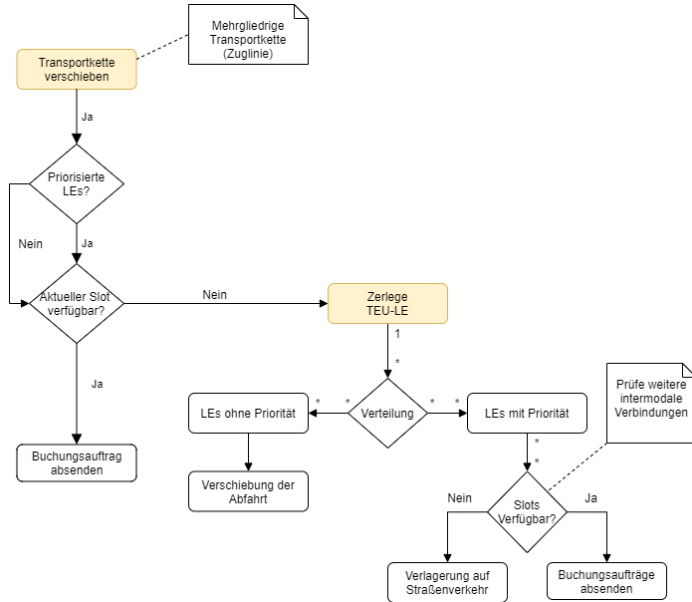 Mehrgliedrige
Transportkette
(Zuglinie)
Transportkette
verschieben
Ja
Priorisierte
LEs?
Nein
Ja
Aktueller Slot
verfügbar?
Nein
Zerlege
TEU-LE
1
*
Ja
Prüfe weitere
intermodale
Verbindungen
LEs ohne Priorität
* *
Verteilung
* *
LEs mit Priorität
*
*
Buchungsauftrag
absenden
Verschiebung der
Abfahrt
Nein
Slots
Verfügbar?
Ja
Verlagerung auf
Straßenverkehr
Buchungsaufträge
absenden